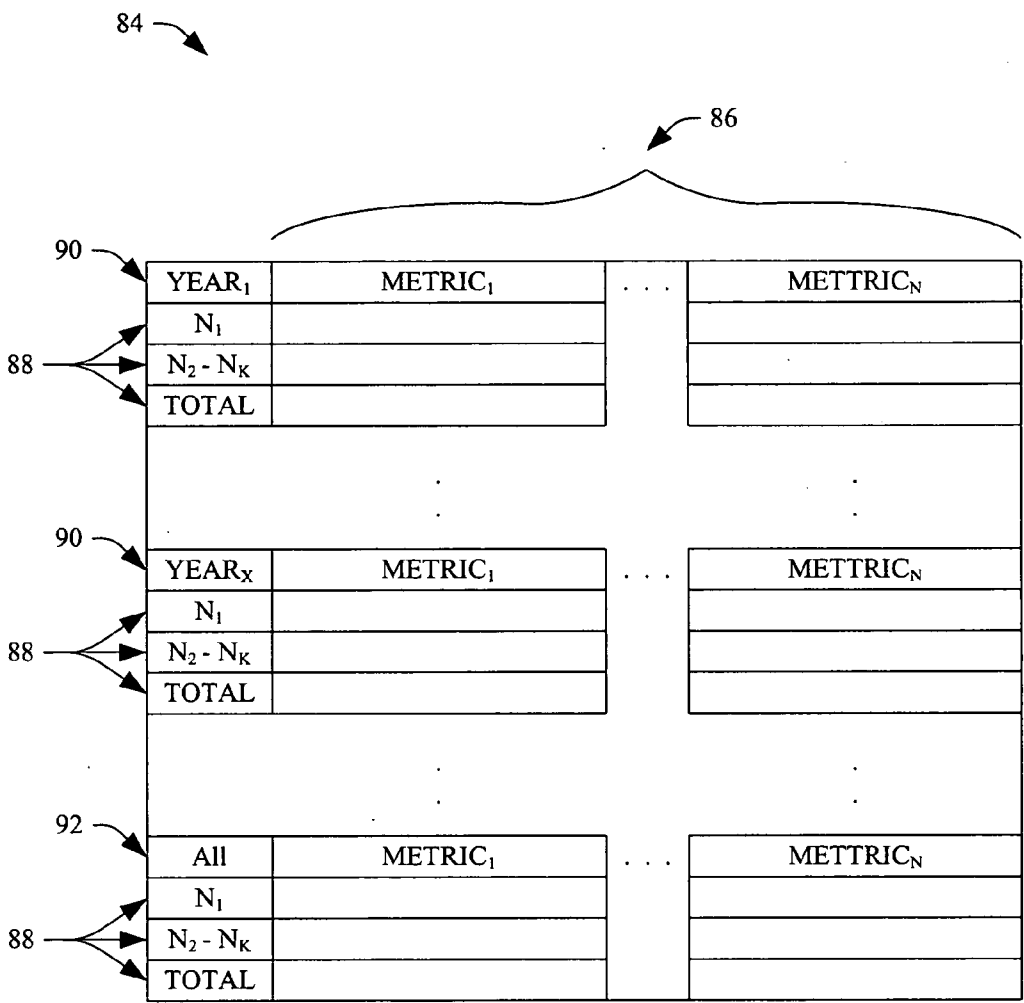 84
86
90
YEAR₁ METRIC₁ . . . METTRICN
N₁
88 N₂ - NK
TOTAL
90
YEARX METRIC₁ . . . METTRICN
N₁
88 N₂ - NK
TOTAL
92
All METRIC₁ . . . METTRICN
N₁
88 N₂ - NK
TOTAL